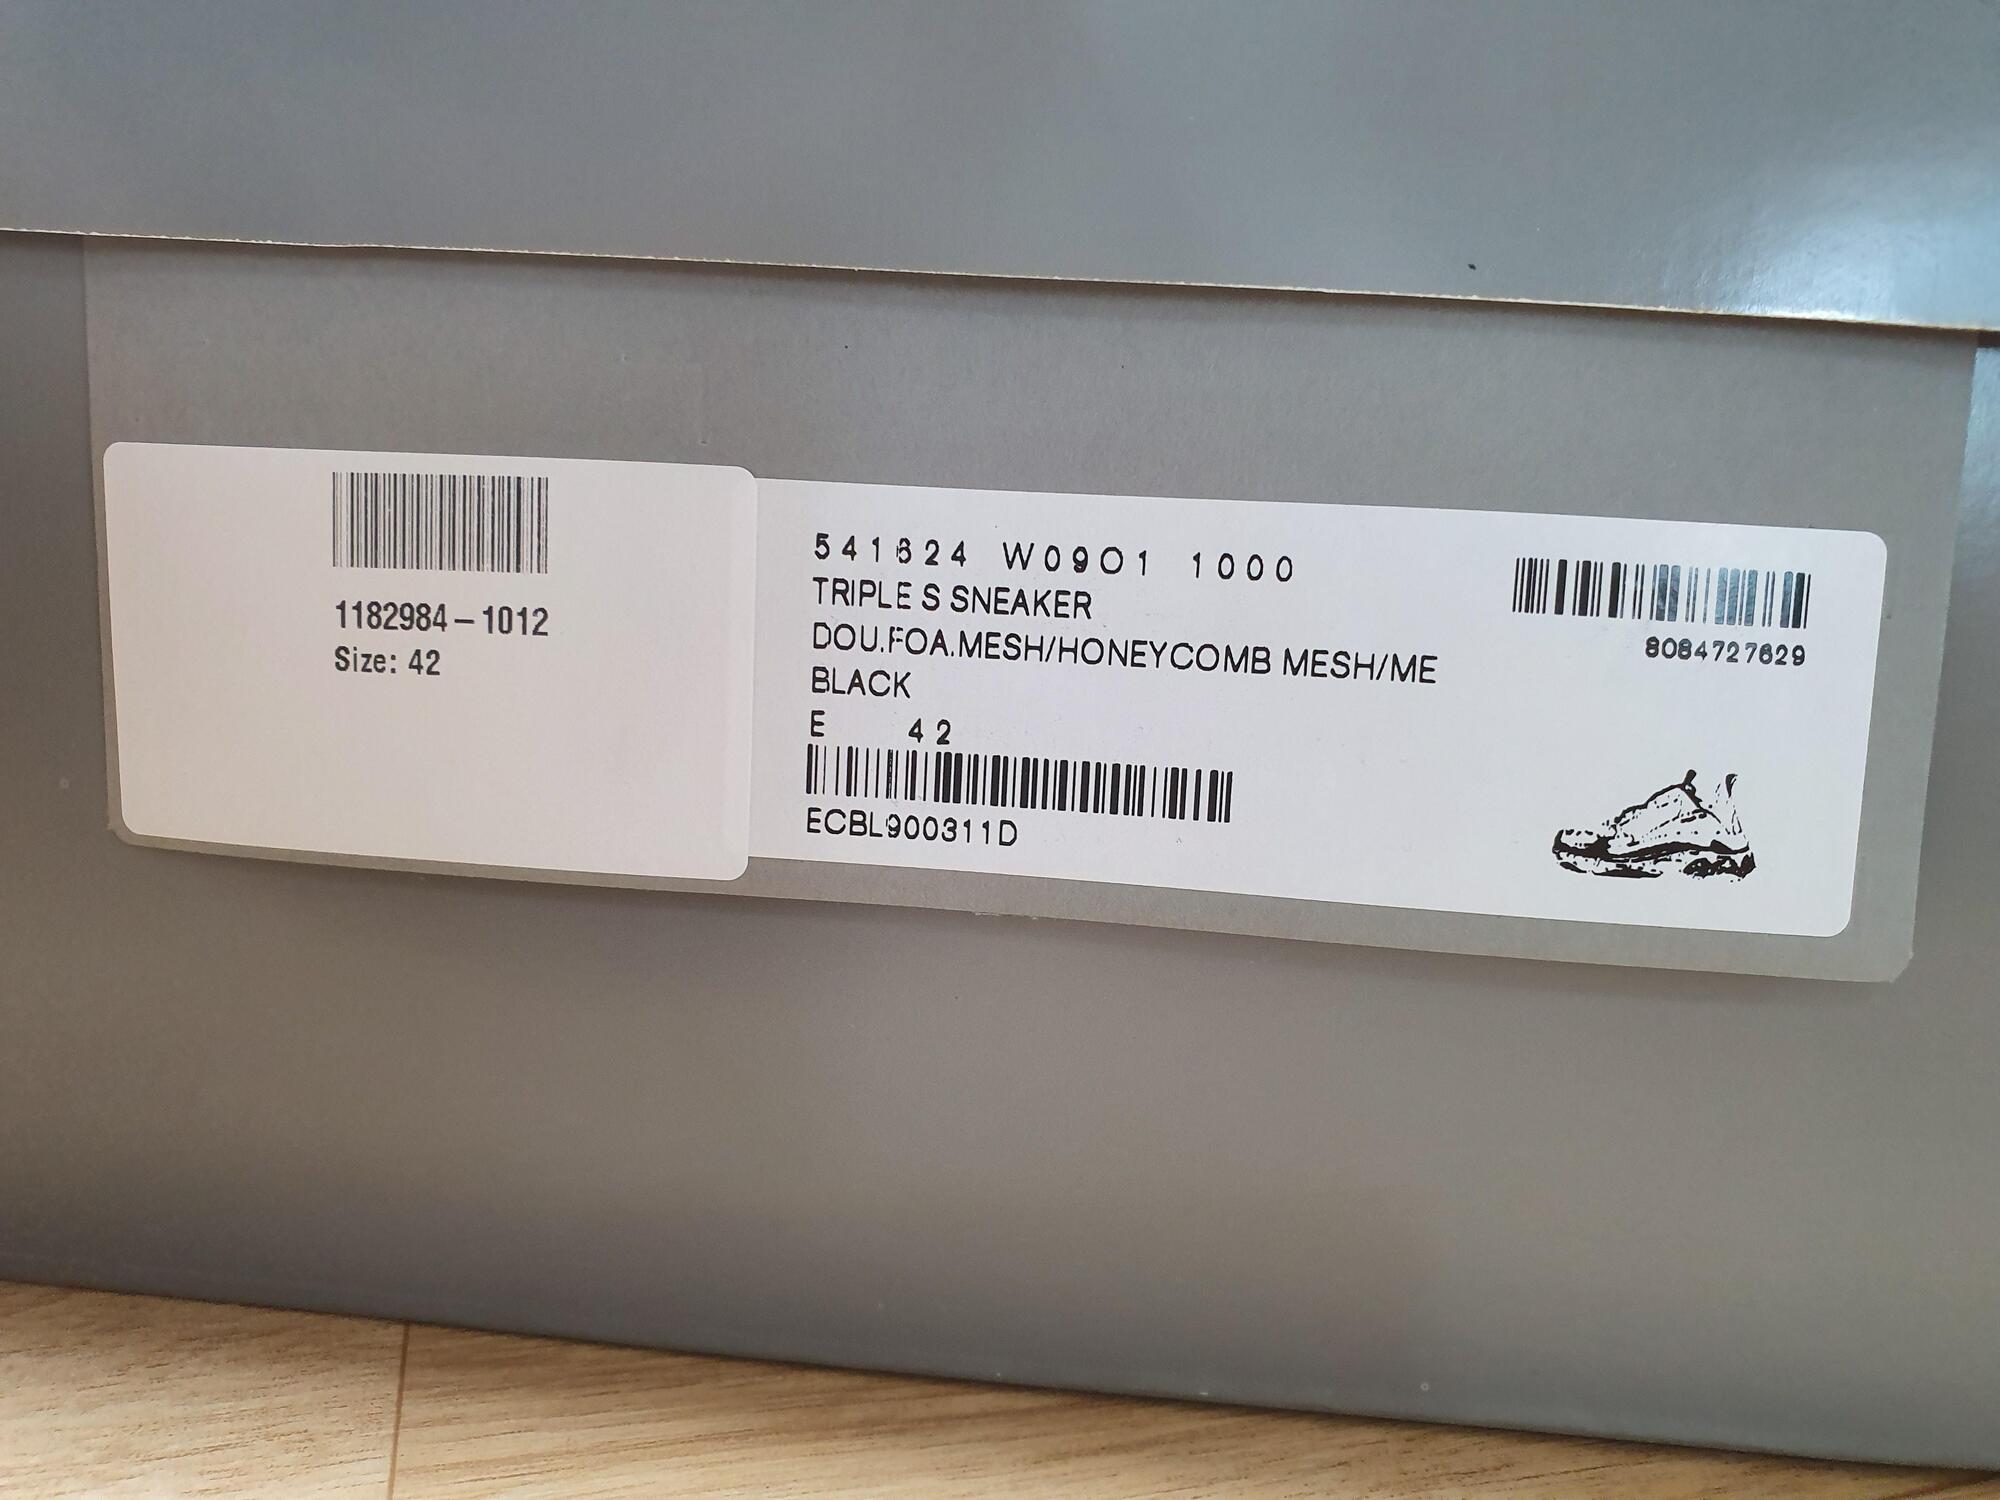 1182984-1012
Size: 42
541624 W09O1 1000
TRIPLE S SNEAKER
DOU.FOA.MESH/HONEYCOMB MESH/ME
BLACK
E 42
ECBL900311D
8084727629